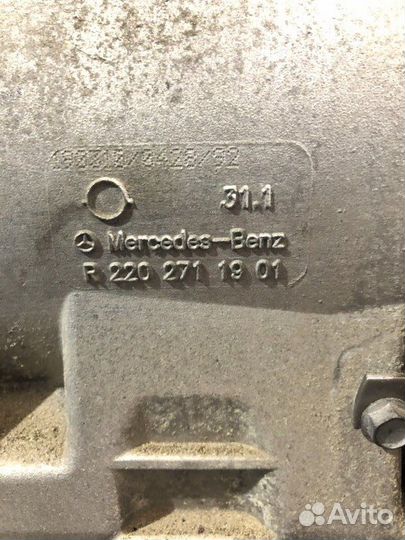 31.1
Mercedes-Benz
R 220 271 19 01
Avito